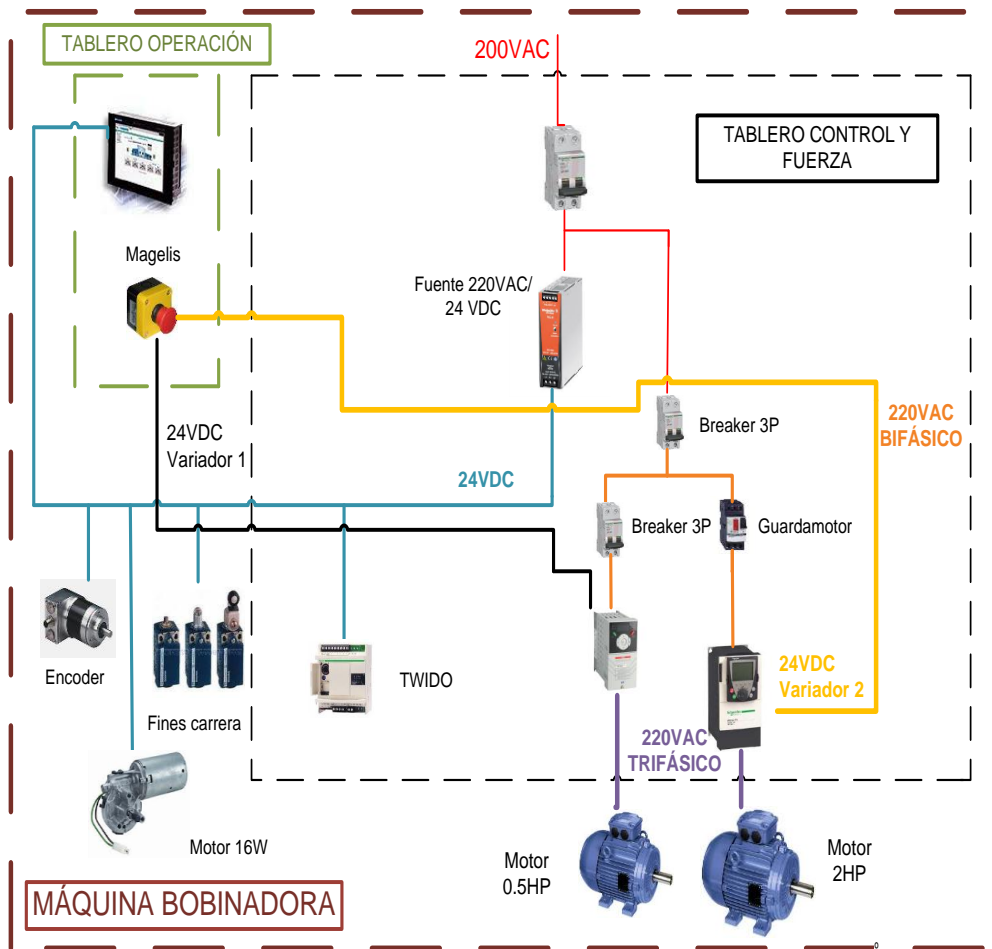 TABLERO OPERACIÓN
200VAC
TABLERO CONTROL Y
FUERZA
Magelis
Fuente 220VAC/
24 VDC
24VDC
Variador 1
Breaker 3P
220VAC
BIFÁSICO
24VDC
Breaker 3P
Guardamotor
Encoder
Fines carrera
TWIDO
24VDC
Variador 2
220VAC
TRIFÁSICO
Motor 16W
Motor
0.5HP
Motor
2HP
MÁQUINA BOBINADORA